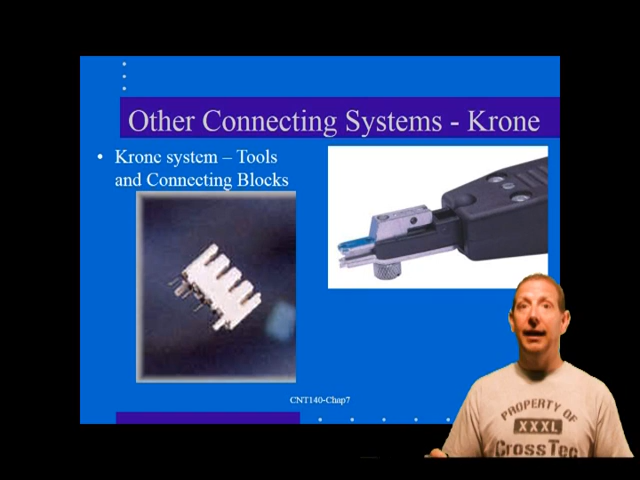 Other Connecting Systems - Krone
• Krone system – Tools
and Connecting Blocks
CNT140-Chap7
PROPERTY OF
XXXL
CrossTec